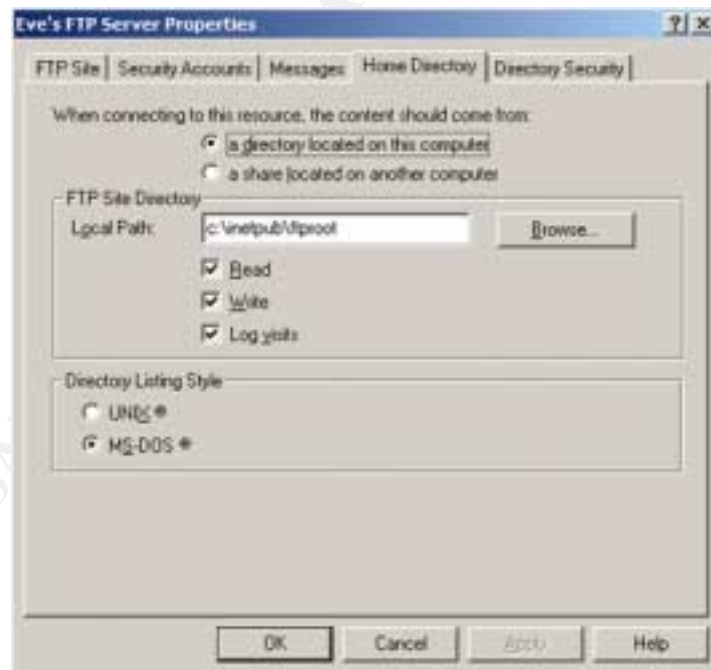 Eve's FTP Server Properties
FTP Site Security Accounts Messages Home Directory Directory Security
When connecting to this resource, the content should come from:
a directory located on this computer
a share located on another computer
FTP Site Directory
Local Path: c:\inetpub\ftproot Browse...
Read
Write
Log visits
Directory Listing Style
UNIX ®
MS-DOS ®
OK Cancel Apply Help